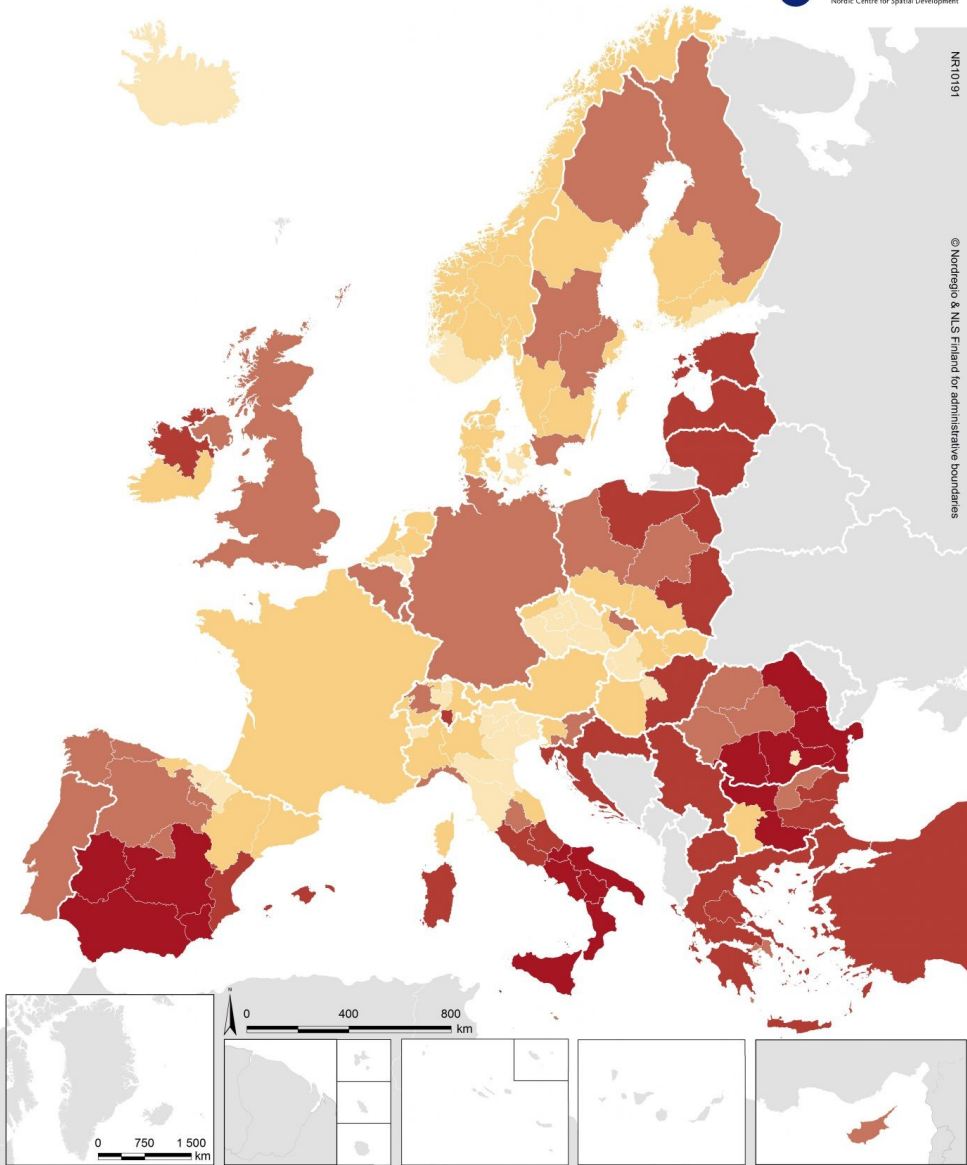 Nordic Centre for Spatial Development
NR10191
© Nordregio & NLS Finland for administrative boundaries
N
0 400 800
km
0 750 1 500
km